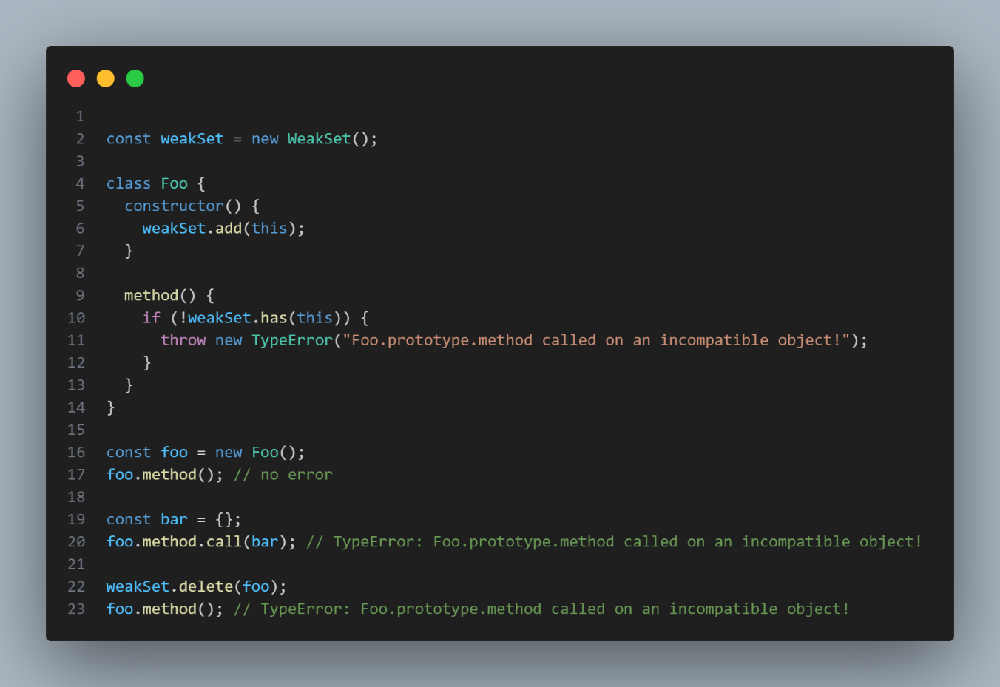 1
2 const weakSet = new WeakSet();
3
4 class Foo {
5   constructor() {
6     weakSet.add(this);
7   }
8
9   method() {
10     if (!weakSet.has(this)) {
11       throw new TypeError("Foo.prototype.method called on an incompatible object!");
12     }
13   }
14 }
15
16 const foo = new Foo();
17 foo.method(); // no error
18
19 const bar = {};
20 foo.method.call(bar); // TypeError: Foo.prototype.method called on an incompatible object!
21
22 weakSet.delete(foo);
23 foo.method(); // TypeError: Foo.prototype.method called on an incompatible object!